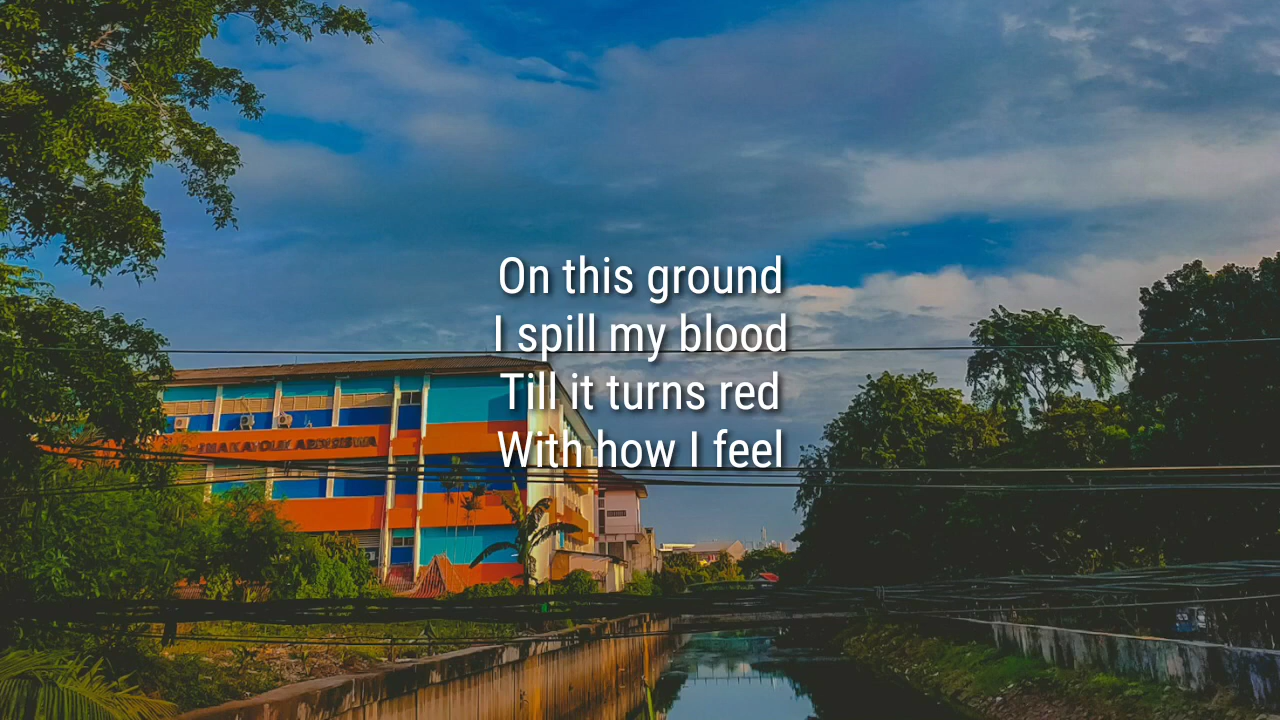 On this ground
I spill my blood
Till it turns red
With how I feel